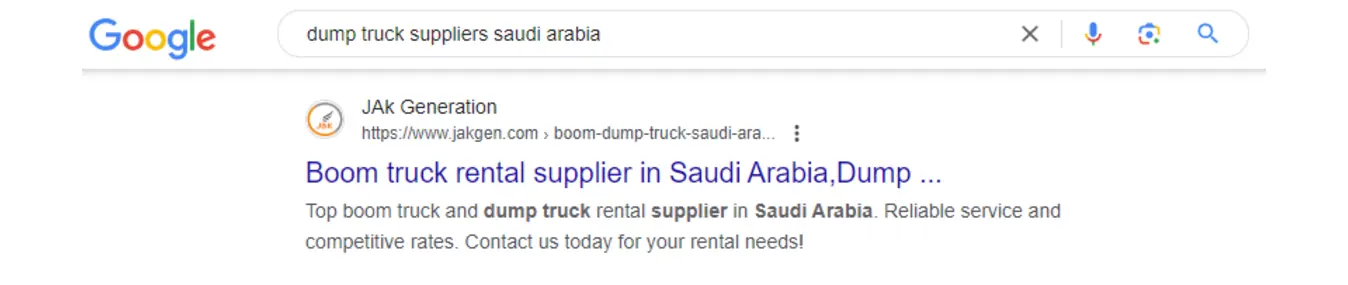 Google
dump truck suppliers saudi arabia
JAk Generation
JAK
https://www.jakgen.com › boom-dump-truck-saudi-ara...
Boom truck rental supplier in Saudi Arabia,Dump ...
Top boom truck and dump truck rental supplier in Saudi Arabia. Reliable service and
competitive rates. Contact us today for your rental needs!